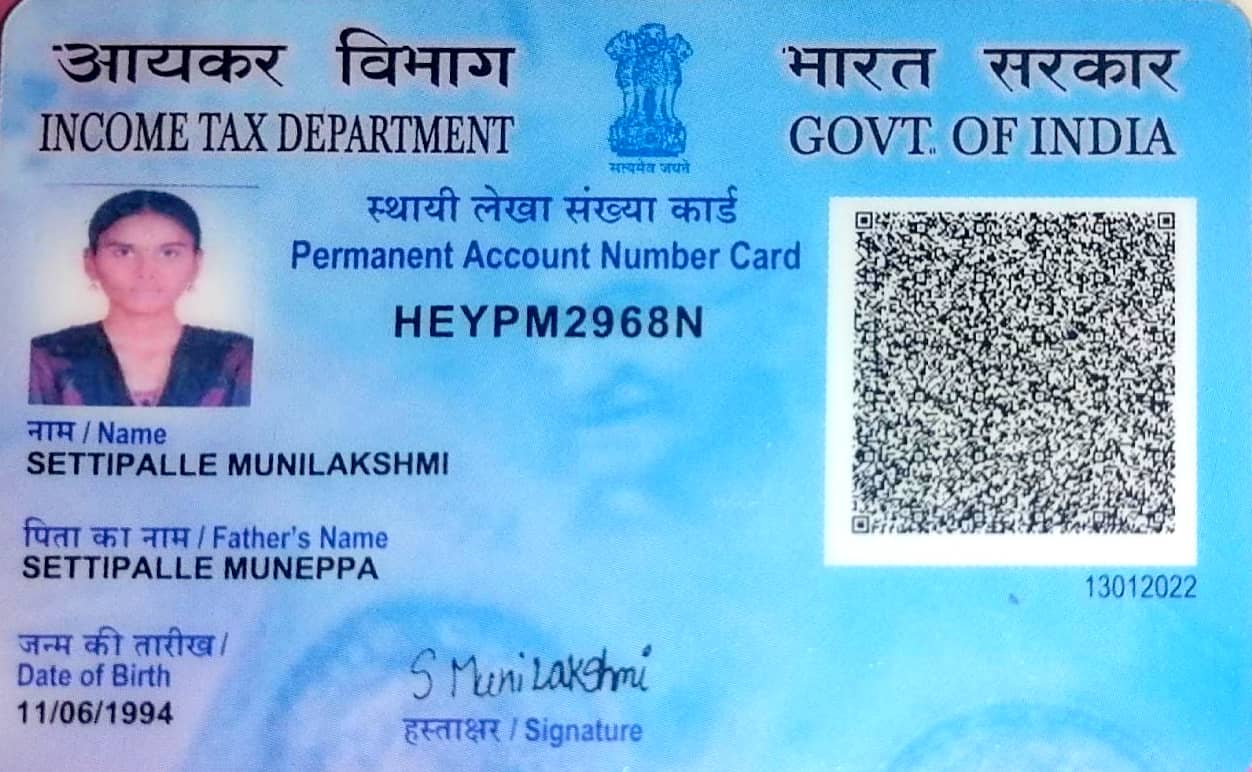 आयकर विभाग
INCOME TAX DEPARTMENT
भारत सरकार
GOVT. OF INDIA
सत्यमेव जयते
स्थायी लेखा संख्या कार्ड
Permanent Account Number Card
HEYPM2968N
नाम / Name
SETTIPALLE MUNILAKSHMI
पिता का नाम / Father's Name
SETTIPALLE MUNEPPA
13012022
जन्म की तारीख /
Date of Birth
11/06/1994
S MuniLakshmi
हस्ताक्षर / Signature